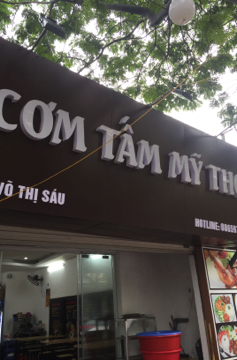 CƠM TẤM MỸ THO
VÕ THỊ SÁU
HOTLINE: